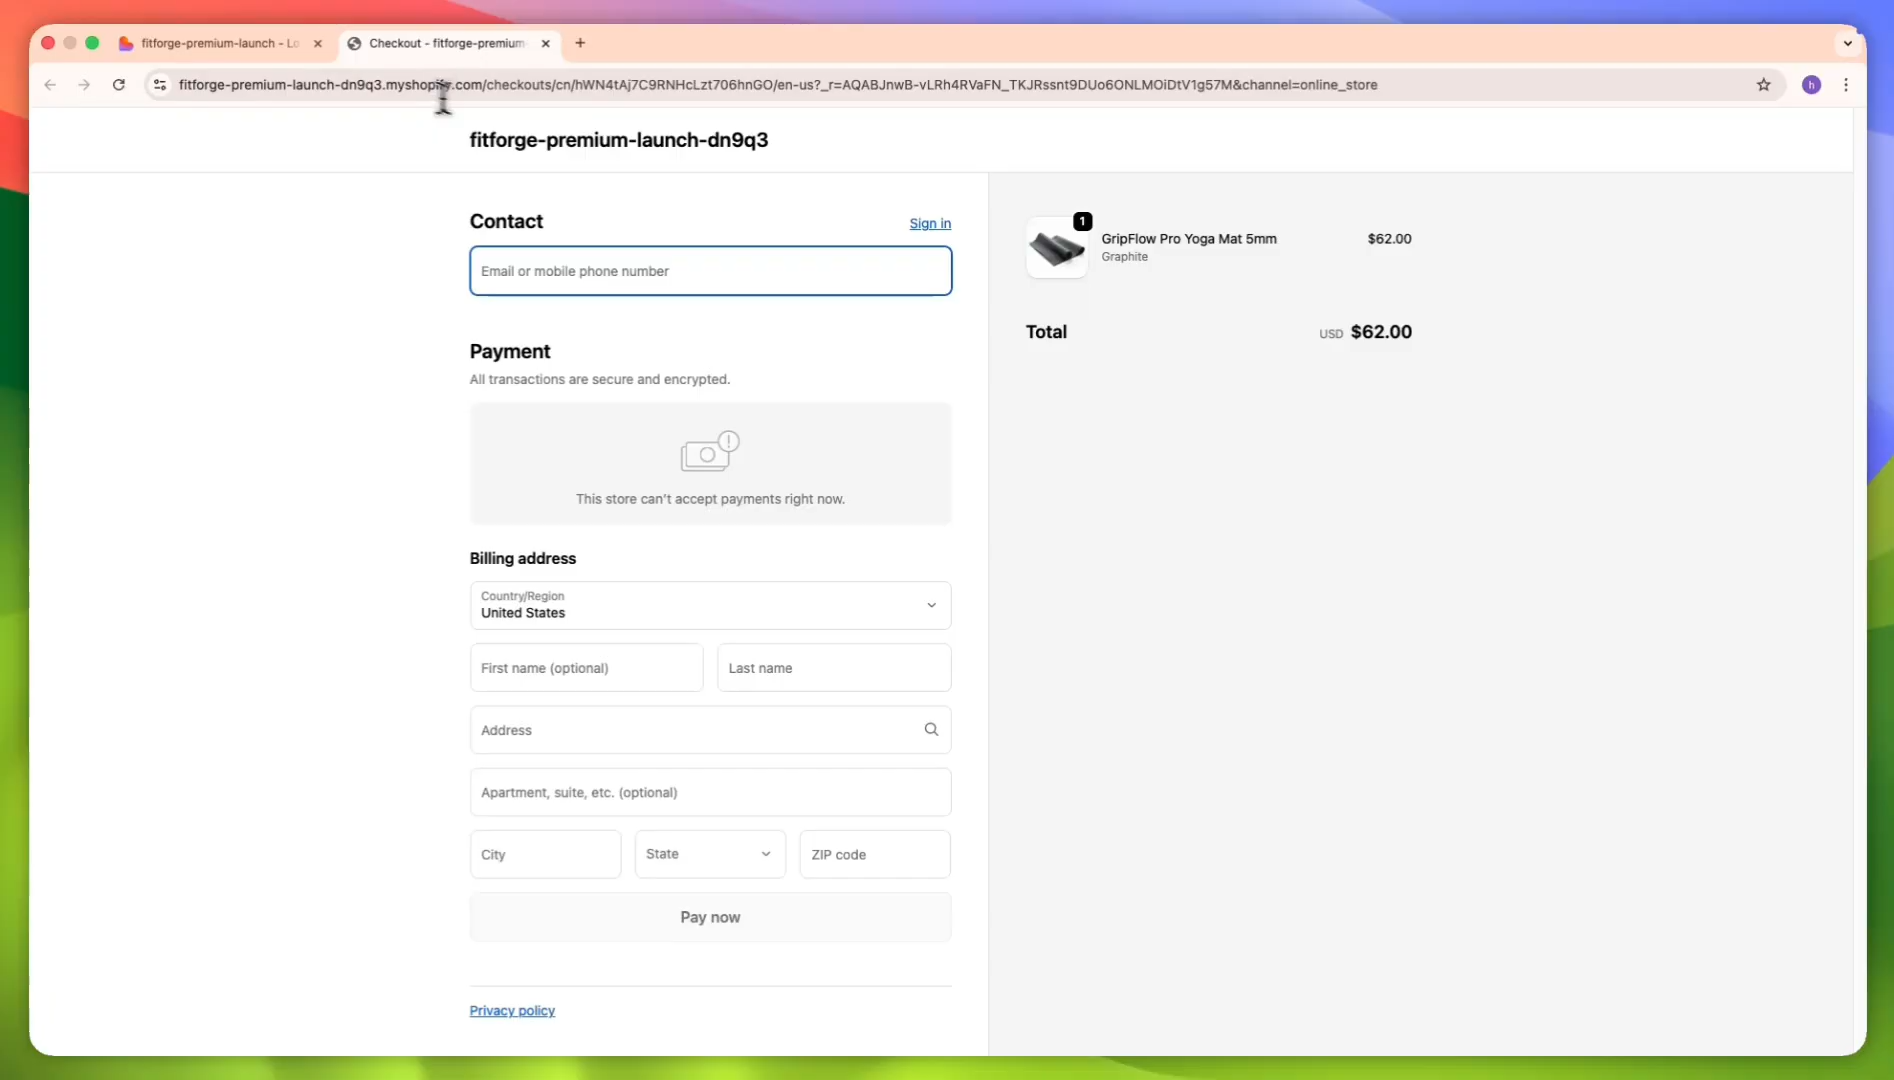 fitforge-premium-launch - Lo
Checkout - fitforge-premium-
fitforge-premium-launch-dn9q3.myshopify.com/checkouts/cn/hWN4tAj7C9RNHcLzt706hnGO/en-us?_r=AQABJnwB-vLRh4RVaFN_TKJRssnt9DUo6ONLMOiDtV1g57M&channel=online_store
h
fitforge-premium-launch-dn9q3
Contact
Sign in
Email or mobile phone number
Payment
All transactions are secure and encrypted.
This store can't accept payments right now.
Billing address
Country/Region
United States
First name (optional)
Last name
Address
Apartment, suite, etc. (optional)
City
State
ZIP code
Pay now
Privacy policy
1
GripFlow Pro Yoga Mat 5mm
$62.00
Graphite
Total
USD $62.00